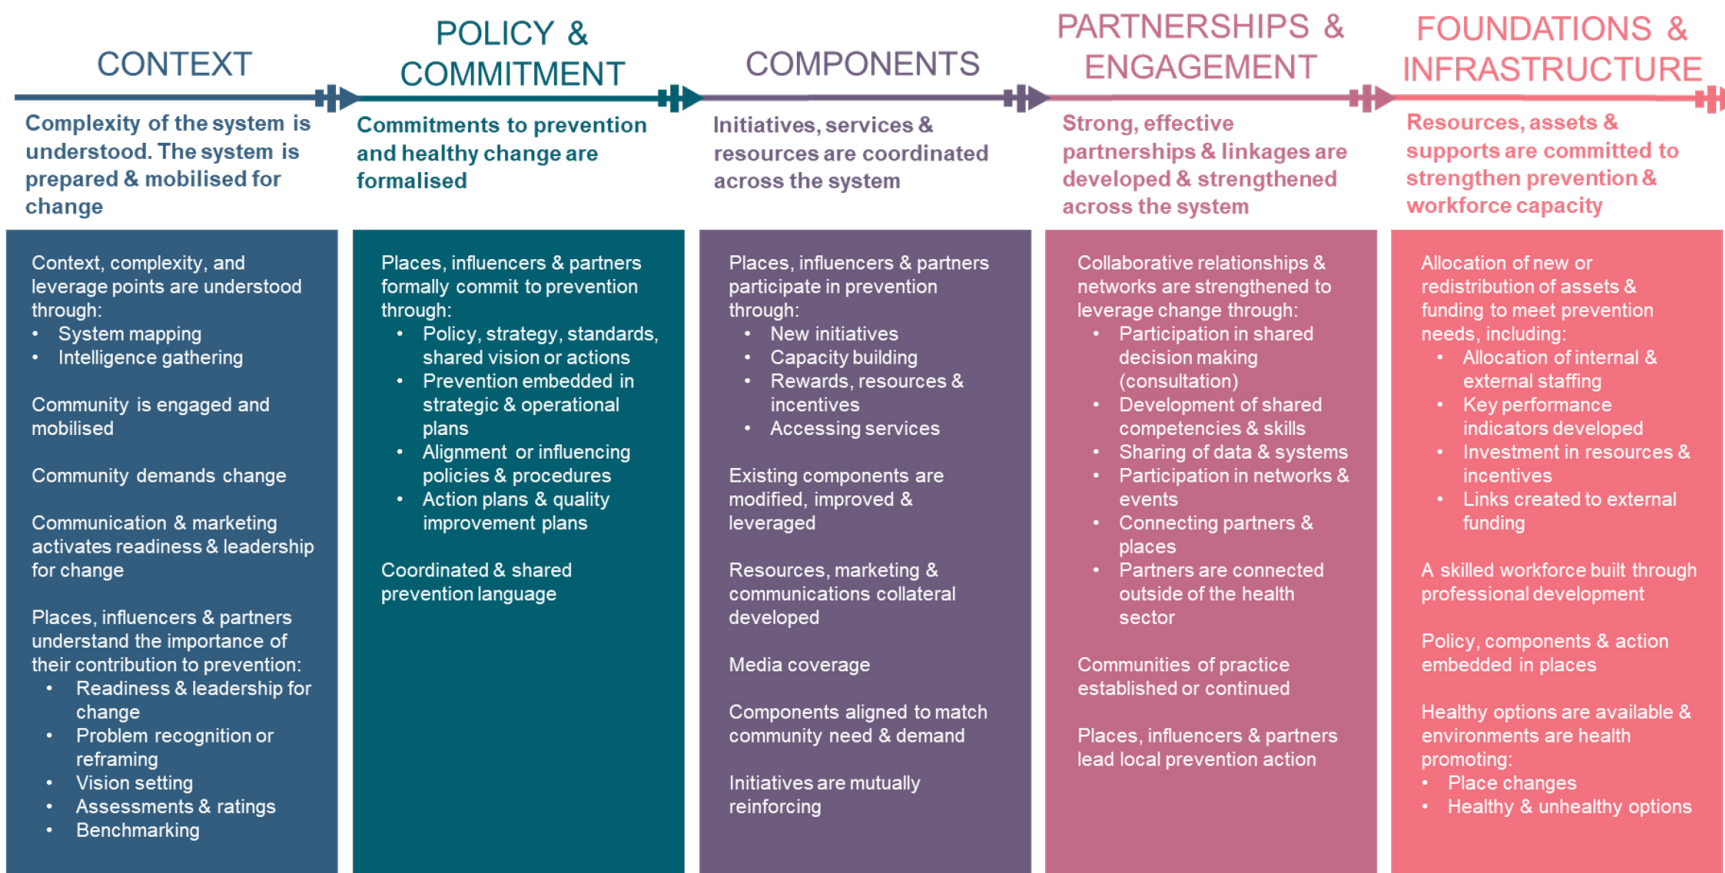 CONTEXT
Complexity of the system is
understood. The system is
prepared & mobilised for
change
Context, complexity, and
leverage points are understood
through:
• System mapping
• Intelligence gathering
Community is engaged and
mobilised
Community demands change
Communication & marketing
activates readiness & leadership
for change
Places, influencers & partners
understand the importance of
their contribution to prevention:
• Readiness & leadership for
change
• Problem recognition or
reframing
• Vision setting
• Assessments & ratings
• Benchmarking
POLICY &
COMMITMENT
Commitments to prevention
and healthy change are
formalised
Places, influencers & partners
formally commit to prevention
through:
• Policy, strategy, standards,
shared vision or actions
• Prevention embedded in
strategic & operational
plans
• Alignment or influencing
policies & procedures
• Action plans & quality
improvement plans
Coordinated & shared
prevention language
COMPONENTS
Initiatives, services &
resources are coordinated
across the system
Places, influencers & partners
participate in prevention
through:
• New initiatives
• Capacity building
• Rewards, resources &
incentives
• Accessing services
Existing components are
modified, improved &
leveraged
Resources, marketing &
communications collateral
developed
Media coverage
Components aligned to match
community need & demand
Initiatives are mutually
reinforcing
PARTNERSHIPS &
ENGAGEMENT
Strong, effective
partnerships & linkages are
developed & strengthened
across the system
Collaborative relationships &
networks are strengthened to
leverage change through:
• Participation in shared
decision making
(consultation)
• Development of shared
competencies & skills
• Sharing of data & systems
• Participation in networks &
events
• Connecting partners &
places
• Partners are connected
outside of the health
sector
Communities of practice
established or continued
Places, influencers & partners
lead local prevention action
FOUNDATIONS &
INFRASTRUCTURE
Resources, assets &
supports are committed to
strengthen prevention &
workforce capacity
Allocation of new or
redistribution of assets &
funding to meet prevention
needs, including:
• Allocation of internal &
external staffing
• Key performance
indicators developed
• Investment in resources &
incentives
• Links created to external
funding
A skilled workforce built through
professional development
Policy, components & action
embedded in places
Healthy options are available &
environments are health
promoting:
• Place changes
• Healthy & unhealthy options